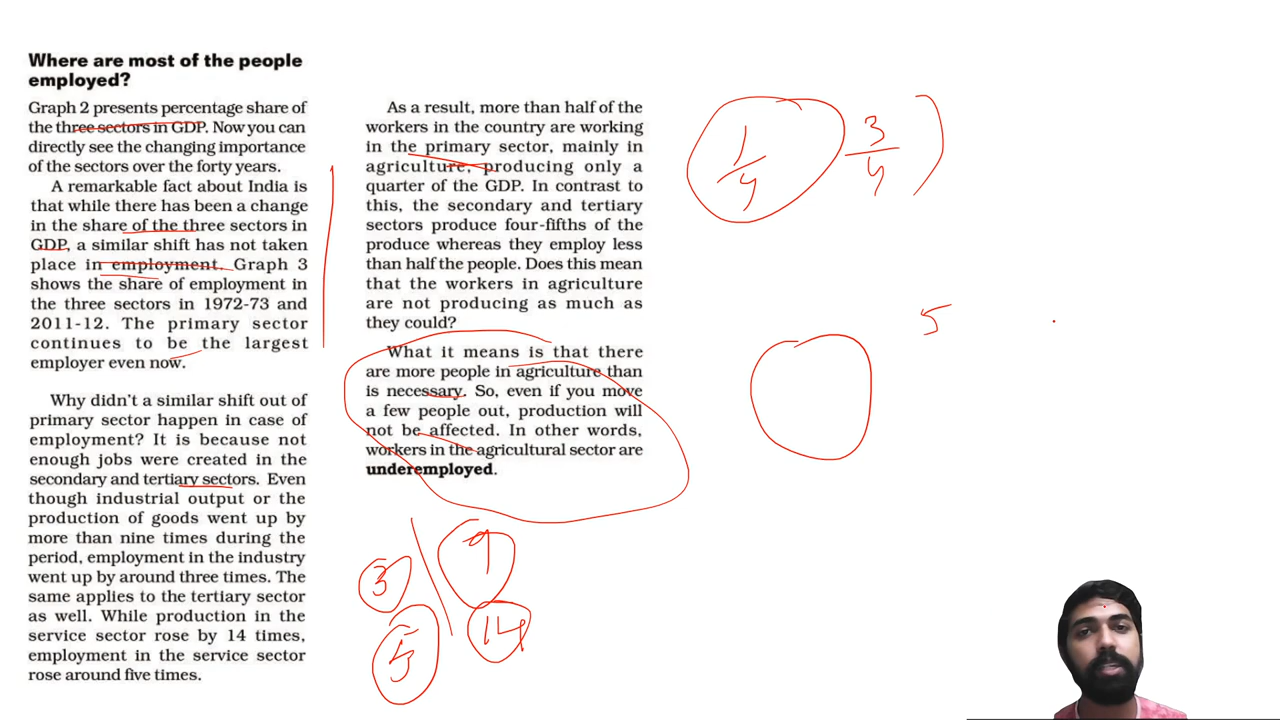 Where are most of the people
employed?
Graph 2 presents percentage share of
the three sectors in GDP. Now you can
directly see the changing importance
of the sectors over the forty years.
A remarkable fact about India is
that while there has been a change
in the share of the three sectors in
GDP, a similar shift has not taken
place in employment. Graph 3
shows the share of employment in
the three sectors in 1972-73 and
2011-12. The primary sector
continues to be the largest
employer even now.
Why didn't a similar shift out of
primary sector happen in case of
employment? It is because not
enough jobs were created in the
secondary and tertiary sectors. Even
though industrial output or the
production of goods went up by
more than nine times during the
period, employment in the industry
went up by around three times. The
same applies to the tertiary sector
as well. While production in the
service sector rose by 14 times,
employment in the service sector
rose around five times.
As a result, more than half of the
workers in the country are working
in the primary sector, mainly in
agriculture, producing only a
quarter of the GDP. In contrast to
this, the secondary and tertiary
sectors produce four-fifths of the
produce whereas they employ less
than half the people. Does this mean
that the workers in agriculture
are not producing as much as
they could?
What it means is that there
are more people in agriculture than
is necessary. So, even if you move
a few people out, production will
not be affected. In other words,
workers in the agricultural sector are
underemployed.
3 9
5 14
1/4 3/4
5